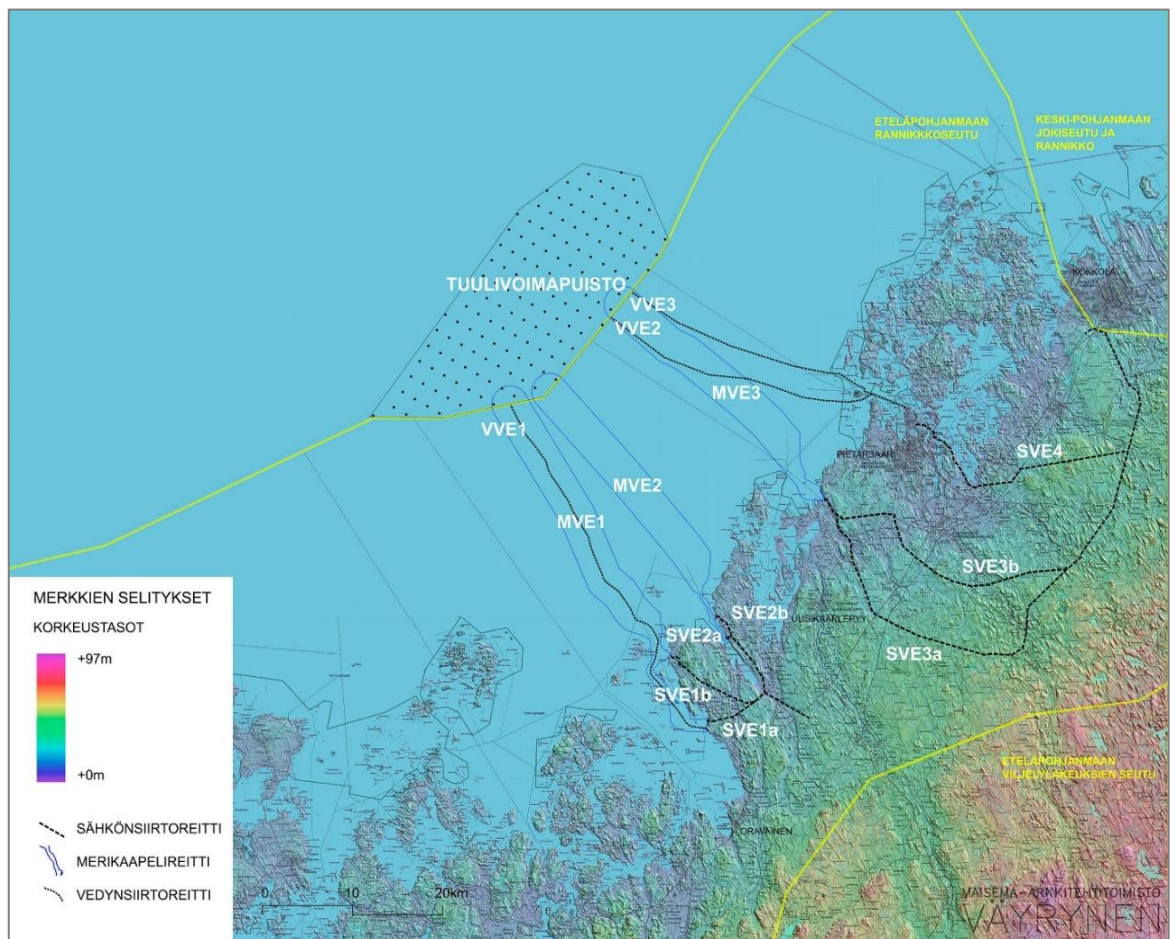 ETELÄPOHJANMAAN
RANNIKKKOSEUTU
KESKI-POHJANMAAN
JOKISEUTU JA
RANNIKKO
KOKKOLA
TUULIVOIMAPUISTO
VVE3
VVE2
MVE3
VVE1
PIETARSAARI
SVE4
MVE2
MVE1
SVE3b
SVE2b
UUSIKAARLEPYY
SVE2a
SVE3a
SVE1b
SVE1a
ETELÄPOHJANMAAN
VILJELYLAKEUKSIEN SEUTU
ORAVAINEN
MERKKIEN SELITYKSET
KORKEUSTASOT
+97m
+0m
SÄHKÖNSIIRTOREITTI
MERIKAAPELIREITTI
VEDYNSIIRTOREITTI
0 10 20km
MAISEMA-ARKKITEHTITOIMISTO
VÄYRYNEN